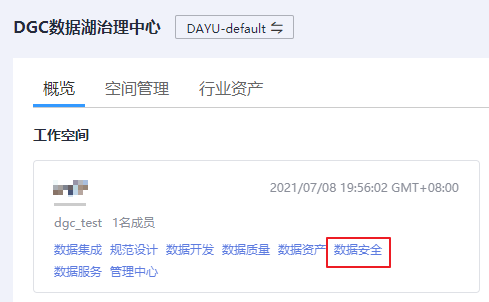 DGC数据湖治理中心 DAYU-default
概览 空间管理 行业资产
工作空间
2021/07/08 19:56:02 GMT+08:00
dgc_test 1名成员
数据集成 规范设计 数据开发 数据质量 数据资产 数据安全
数据服务 管理中心